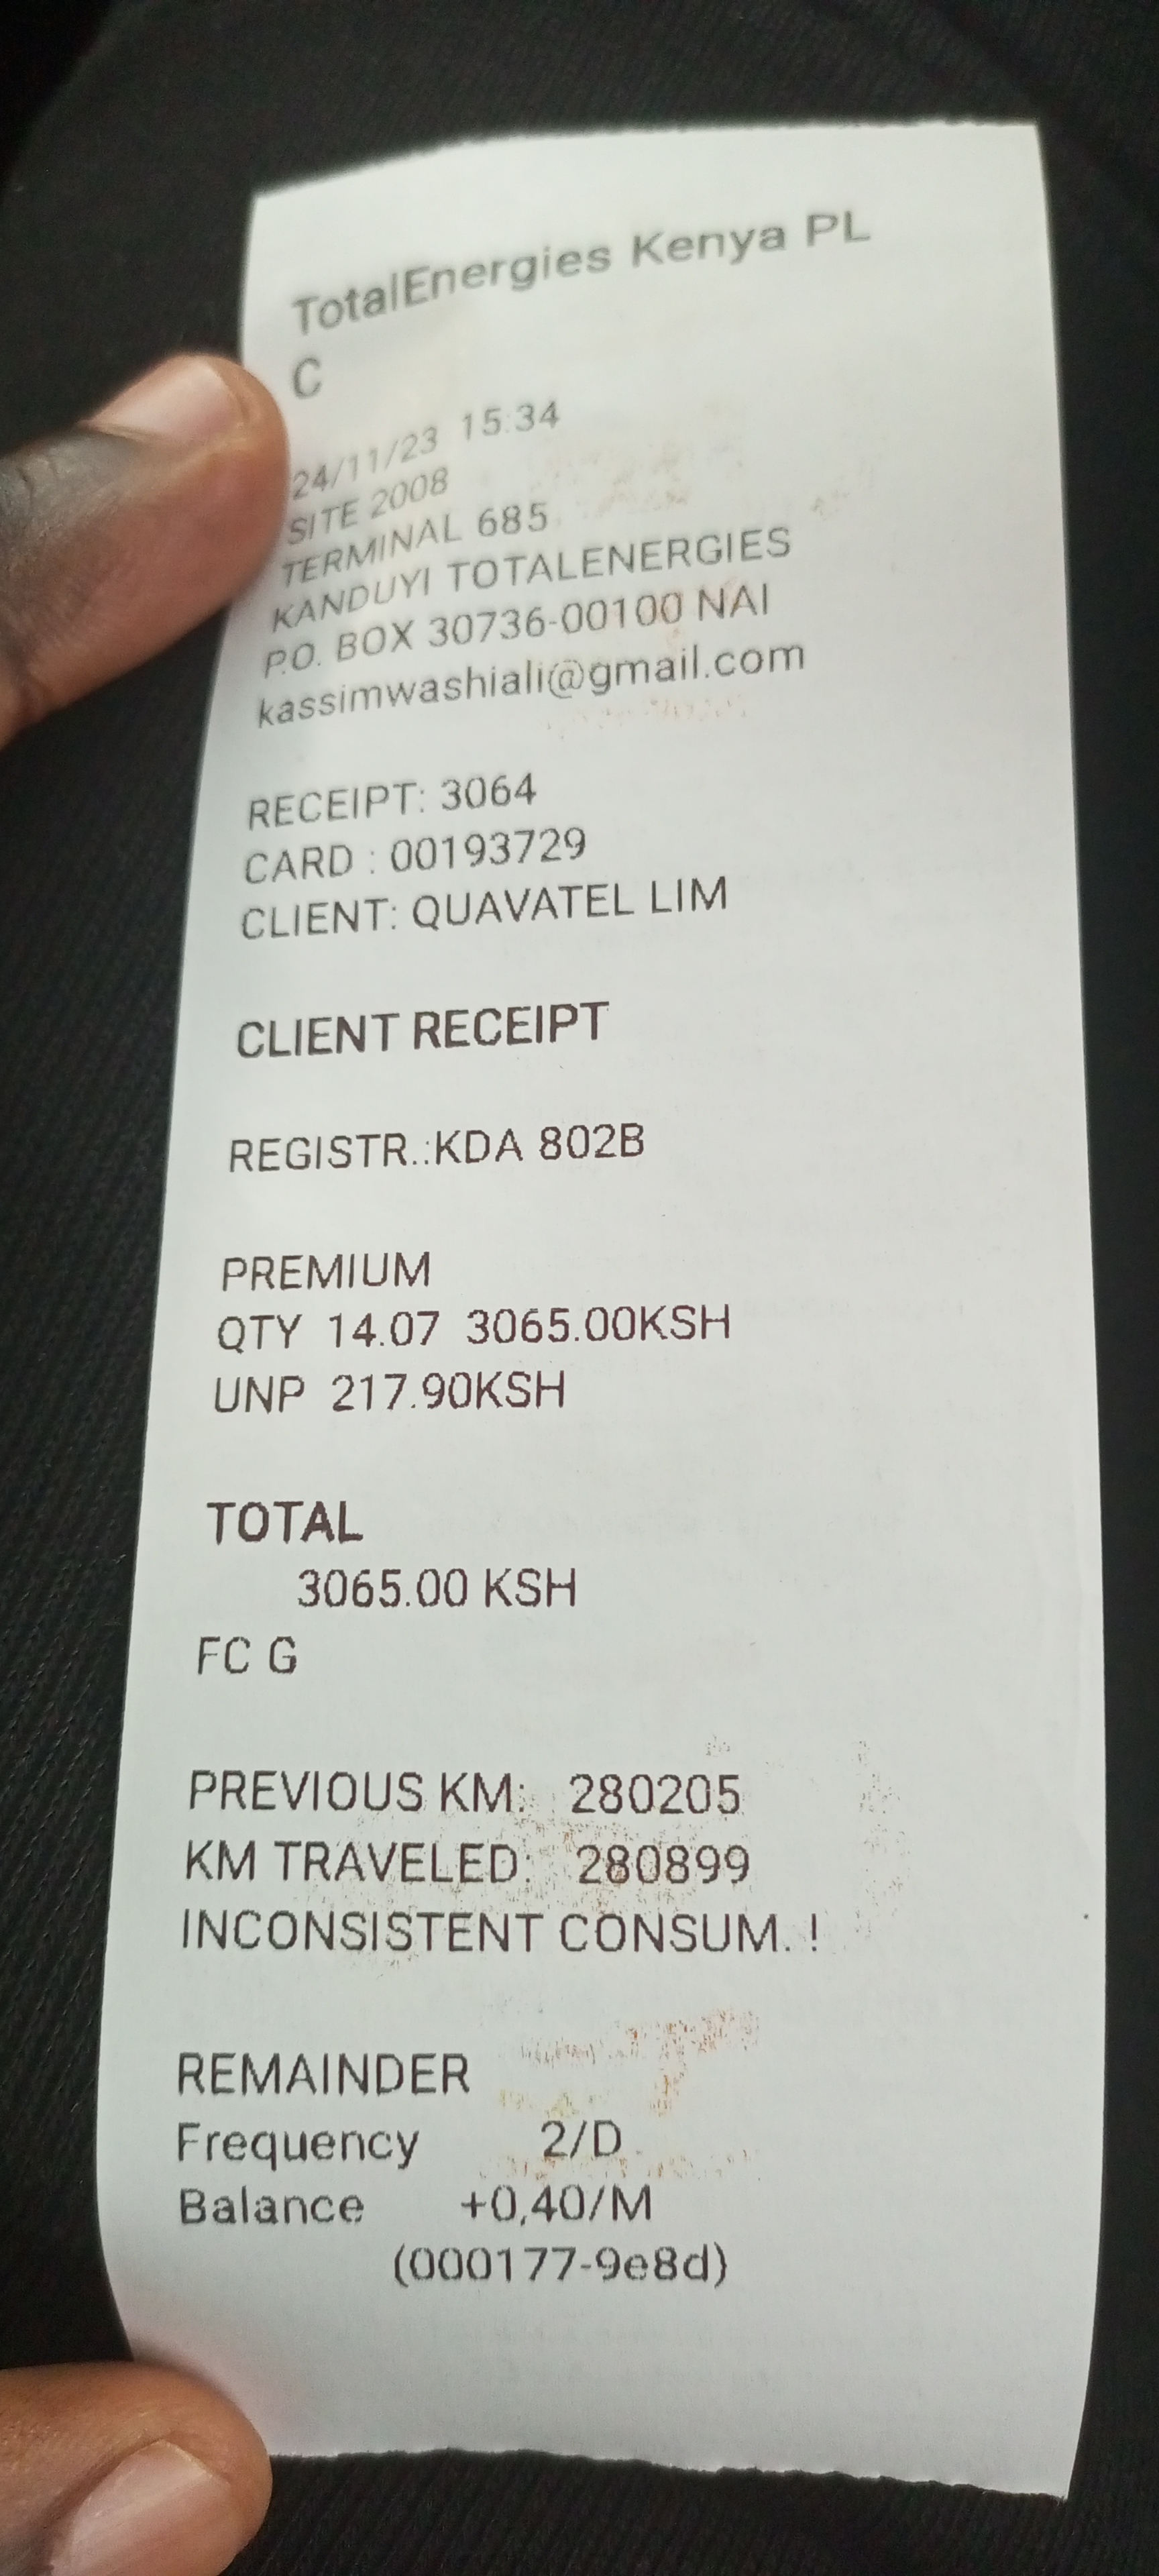 TotalEnergies Kenya PL
C
24/11/23 15:34
SITE 2008
TERMINAL 685
KANDUYI TOTALENERGIES
P.O. BOX 30736-00100 NAI
kassimwashiali@gmail.com
RECEIPT: 3064
CARD : 00193729
CLIENT: QUAVATEL LIM
CLIENT RECEIPT
REGISTR.:KDA 802B
PREMIUM
QTY 14.07 3065.00KSH
UNP 217.90KSH
TOTAL
3065.00 KSH
FC G
PREVIOUS KM: 280205
KM TRAVELED: 280899
INCONSISTENT CONSUM. !
REMAINDER
Frequency 2/D
Balance +0,40/M
(000177-9e8d)